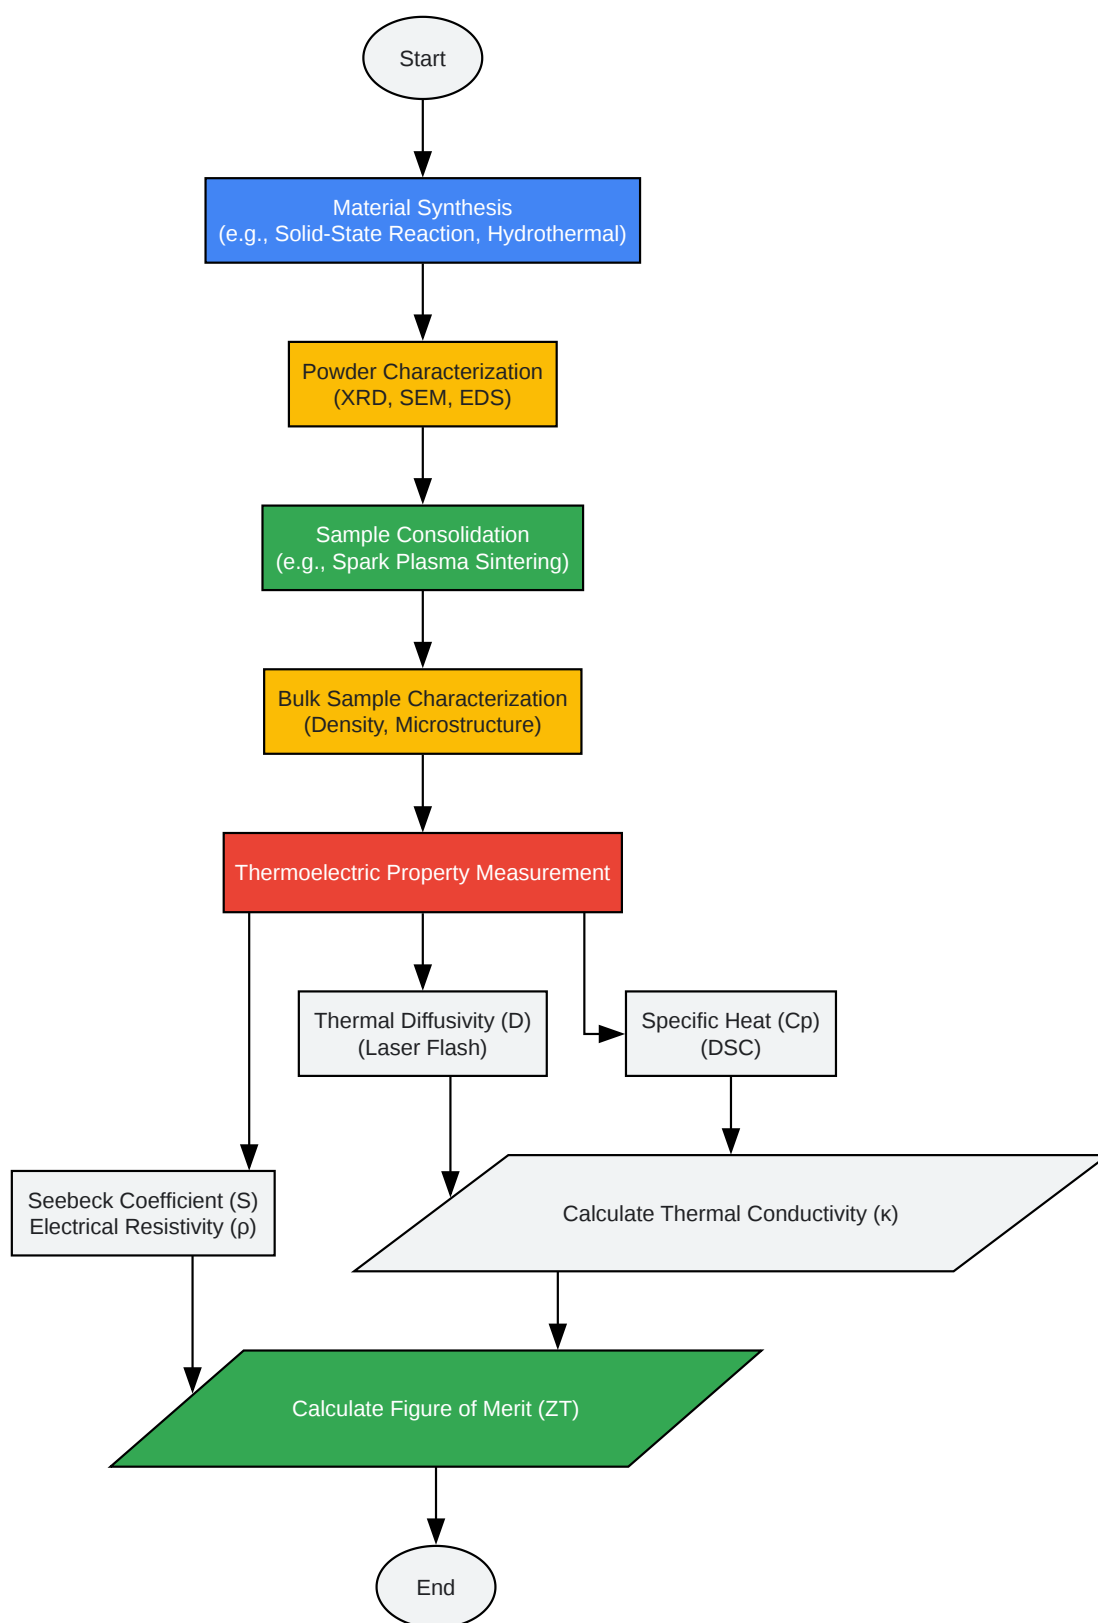 Start
Material Synthesis
(e.g., Solid-State Reaction, Hydrothermal)
Powder Characterization
(XRD, SEM, EDS)
Sample Consolidation
(e.g., Spark Plasma Sintering)
Bulk Sample Characterization
(Density, Microstructure)
Thermoelectric Property Measurement
Thermal Diffusivity (D)
(Laser Flash)
Specific Heat (Cp)
(DSC)
Seebeck Coefficient (S)
Electrical Resistivity (ρ)
Calculate Thermal Conductivity (κ)
Calculate Figure of Merit (ZT)
End